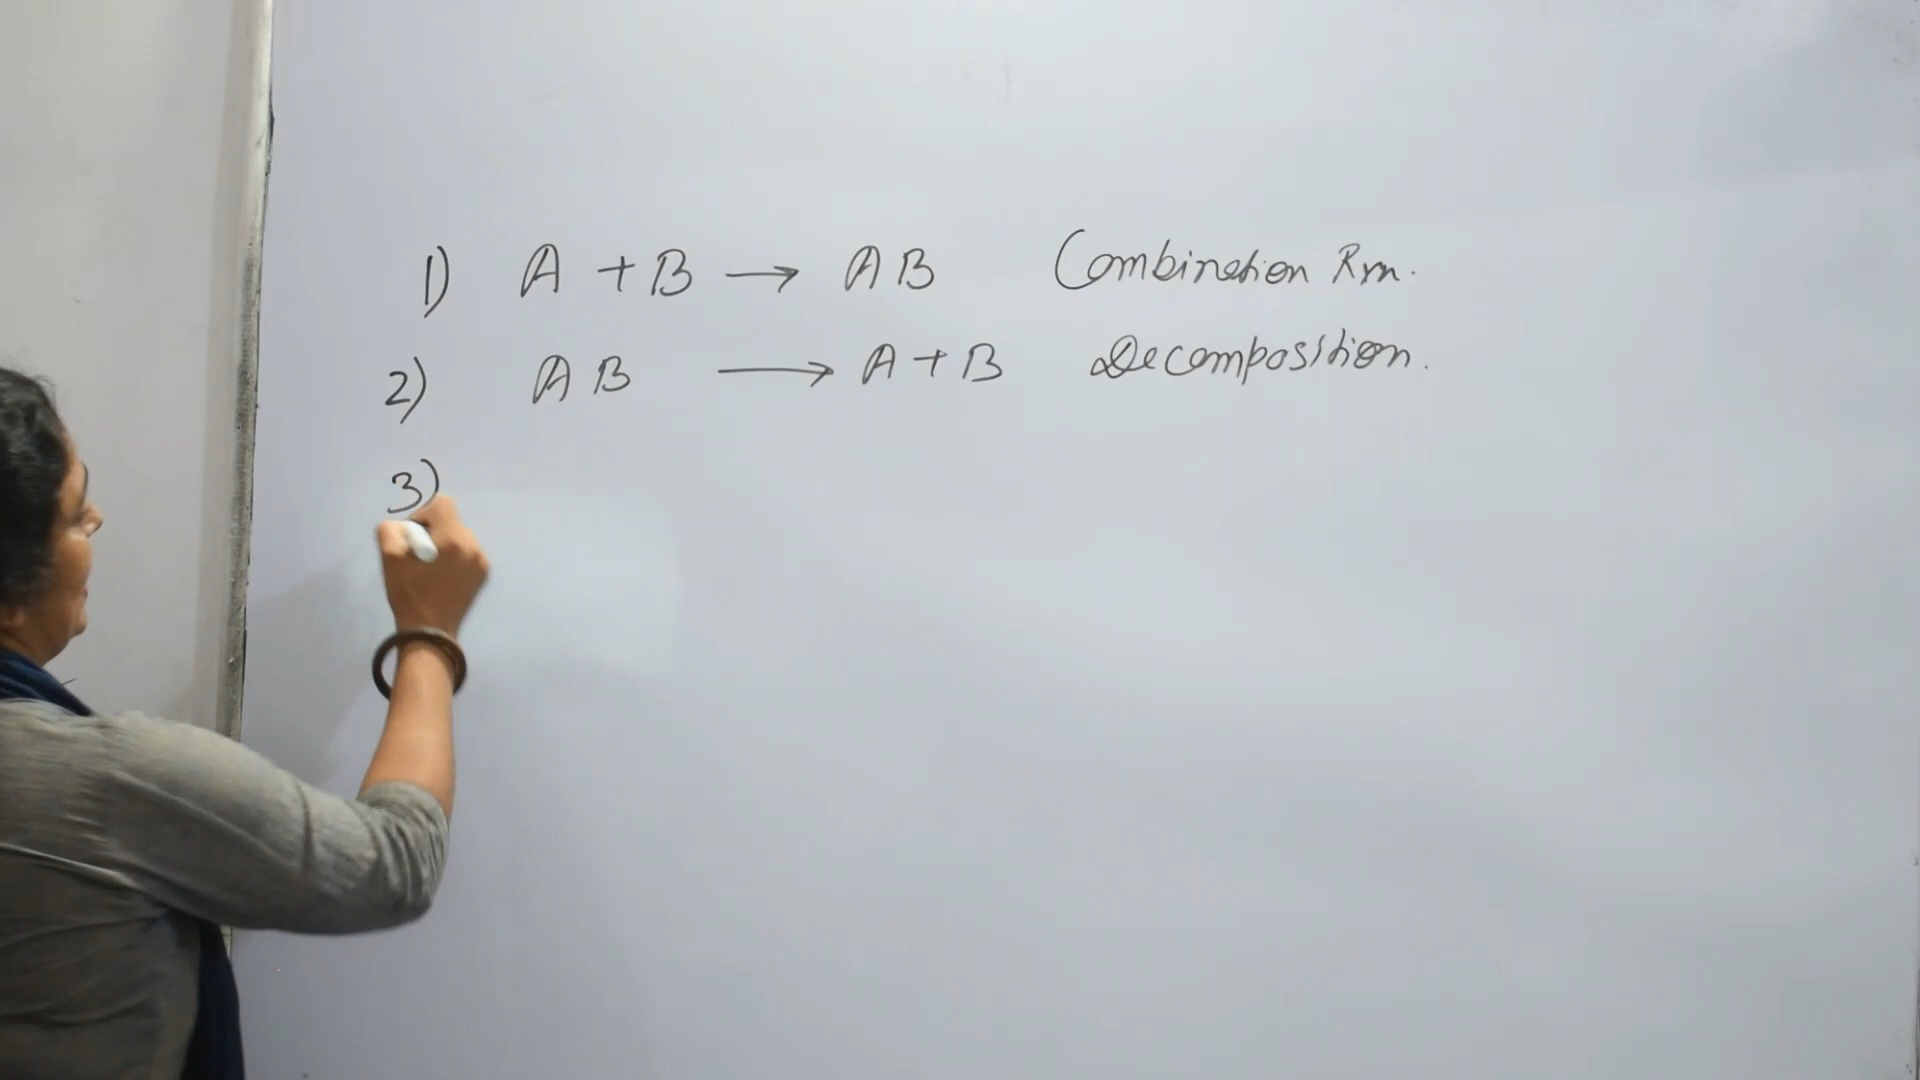 1) A + B → AB Combination Rxn.
2) AB → A + B Decomposition.
3)